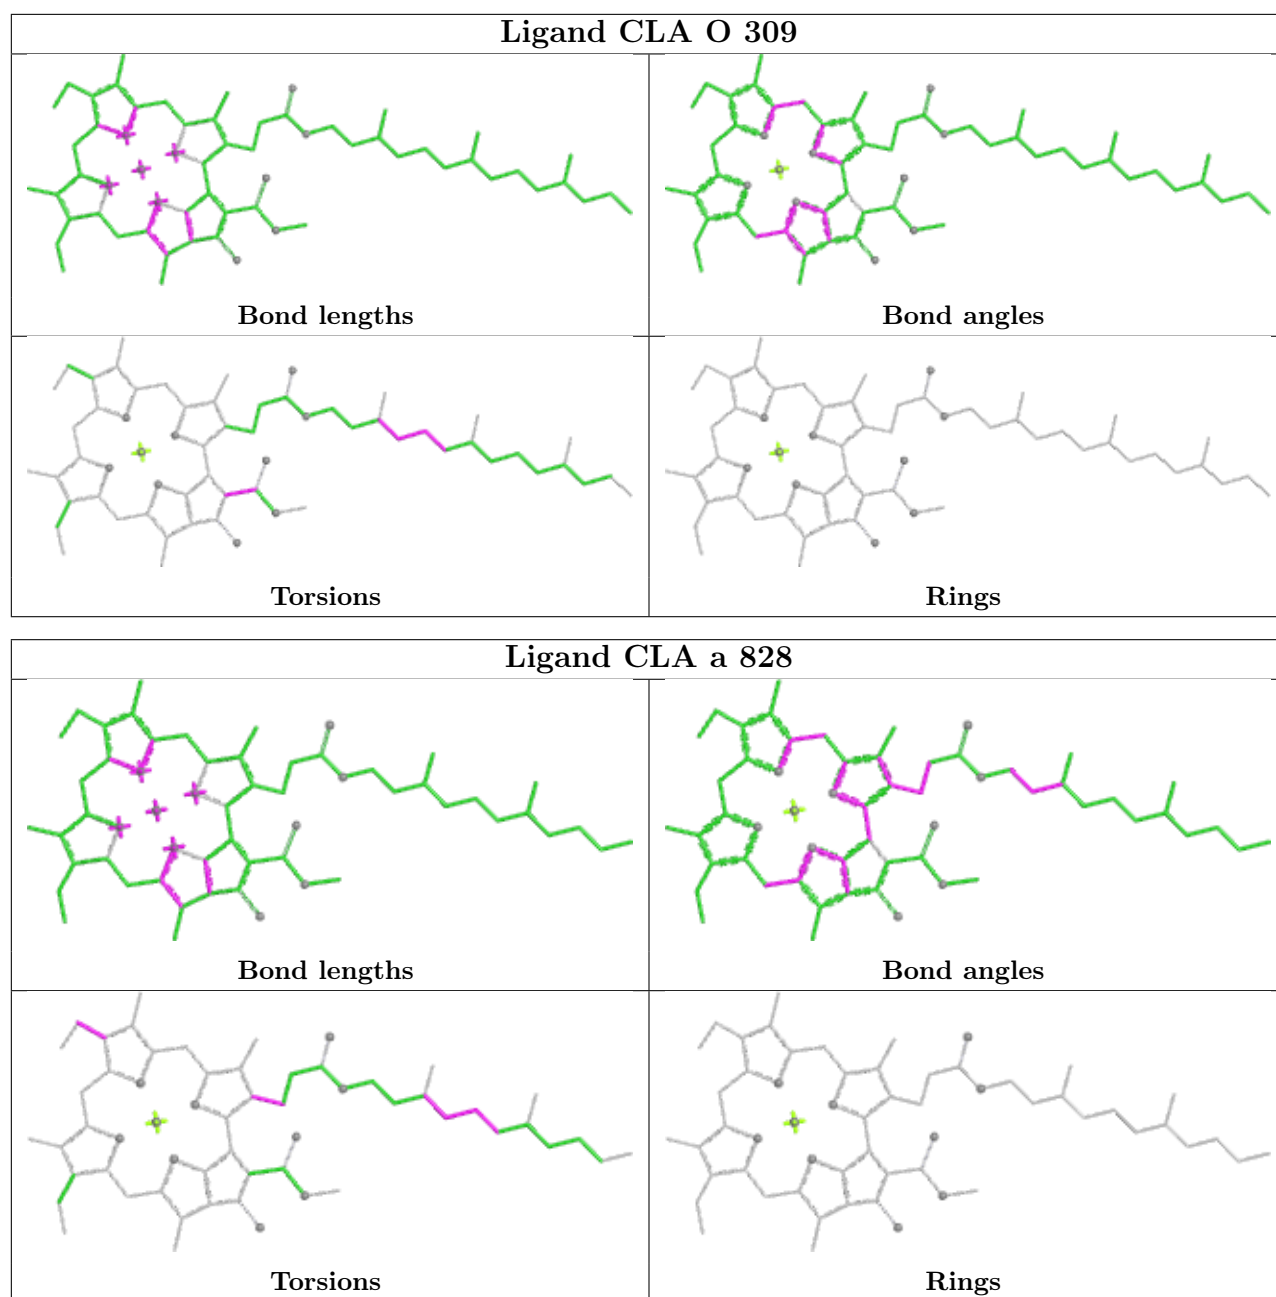 Ligand CLA O 309
Bond lengths
Bond angles
Torsions
Rings
Ligand CLA a 828
Bond lengths
Bond angles
Torsions
Rings